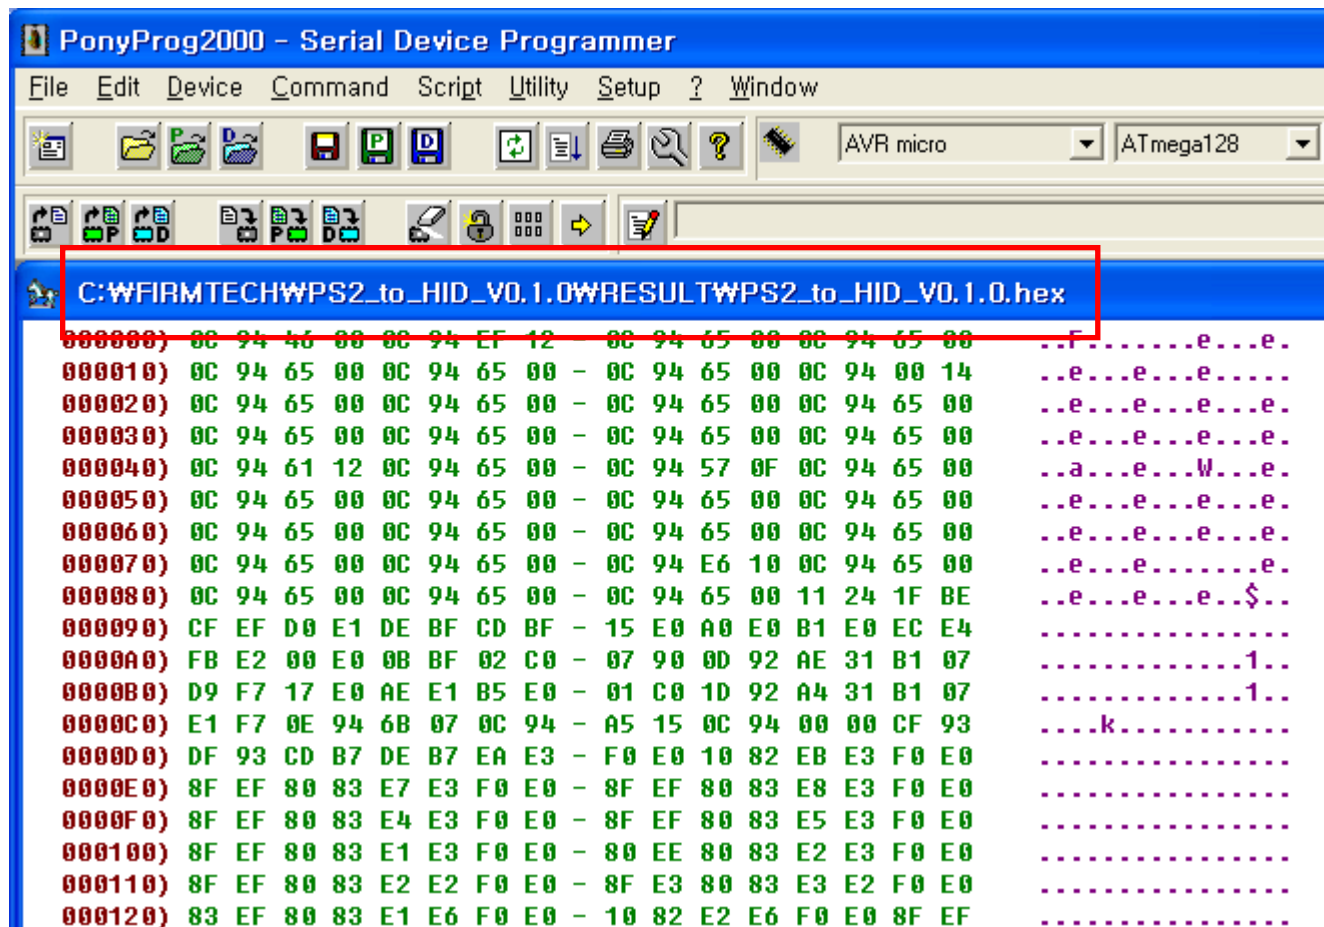 PonyProg2000 - Serial Device Programmer
File Edit Device Command Script Utility Setup ? Window
AVR micro ATmega128
C:₩FIRMTECH₩PS2_to_HID_V0.1.0₩RESULT₩PS2_to_HID_V0.1.0.hex
000000) 0C 94 46 00 0C 94 EF 12 - 0C 94 65 00 0C 94 65 00 ..F.......e...e.
000010) 0C 94 65 00 0C 94 65 00 - 0C 94 65 00 0C 94 00 14 ..e...e...e.....
000020) 0C 94 65 00 0C 94 65 00 - 0C 94 65 00 0C 94 65 00 ..e...e...e...e.
000030) 0C 94 65 00 0C 94 65 00 - 0C 94 65 00 0C 94 65 00 ..e...e...e...e.
000040) 0C 94 61 12 0C 94 65 00 - 0C 94 57 0F 0C 94 65 00 ..a...e...W...e.
000050) 0C 94 65 00 0C 94 65 00 - 0C 94 65 00 0C 94 65 00 ..e...e...e...e.
000060) 0C 94 65 00 0C 94 65 00 - 0C 94 65 00 0C 94 65 00 ..e...e...e...e.
000070) 0C 94 65 00 0C 94 65 00 - 0C 94 E6 10 0C 94 65 00 ..e...e.......e.
000080) 0C 94 65 00 0C 94 65 00 - 0C 94 65 00 11 24 1F BE ..e...e...e..$..
000090) CF EF D0 E1 DE BF CD BF - 15 E0 A0 E0 B1 E0 EC E4 ................
0000A0) FB E2 00 E0 0B BF 02 C0 - 07 90 0D 92 AE 31 B1 07 .............1..
0000B0) D9 F7 17 E0 AE E1 B5 E0 - 01 C0 1D 92 A4 31 B1 07 .............1..
0000C0) E1 F7 0E 94 6B 07 0C 94 - A5 15 0C 94 00 00 CF 93 ....k...........
0000D0) DF 93 CD B7 DE B7 EA E3 - F0 E0 10 82 EB E3 F0 E0 ................
0000E0) 8F EF 80 83 E7 E3 F0 E0 - 8F EF 80 83 E8 E3 F0 E0 ................
0000F0) 8F EF 80 83 E4 E3 F0 E0 - 8F EF 80 83 E5 E3 F0 E0 ................
000100) 8F EF 80 83 E1 E3 F0 E0 - 80 EE 80 83 E2 E3 F0 E0 ................
000110) 8F EF 80 83 E2 E2 F0 E0 - 8F E3 80 83 E3 E2 F0 E0 ................
000120) 83 EF 80 83 E1 E6 F0 E0 - 10 82 E2 E6 F0 E0 8F EF ................